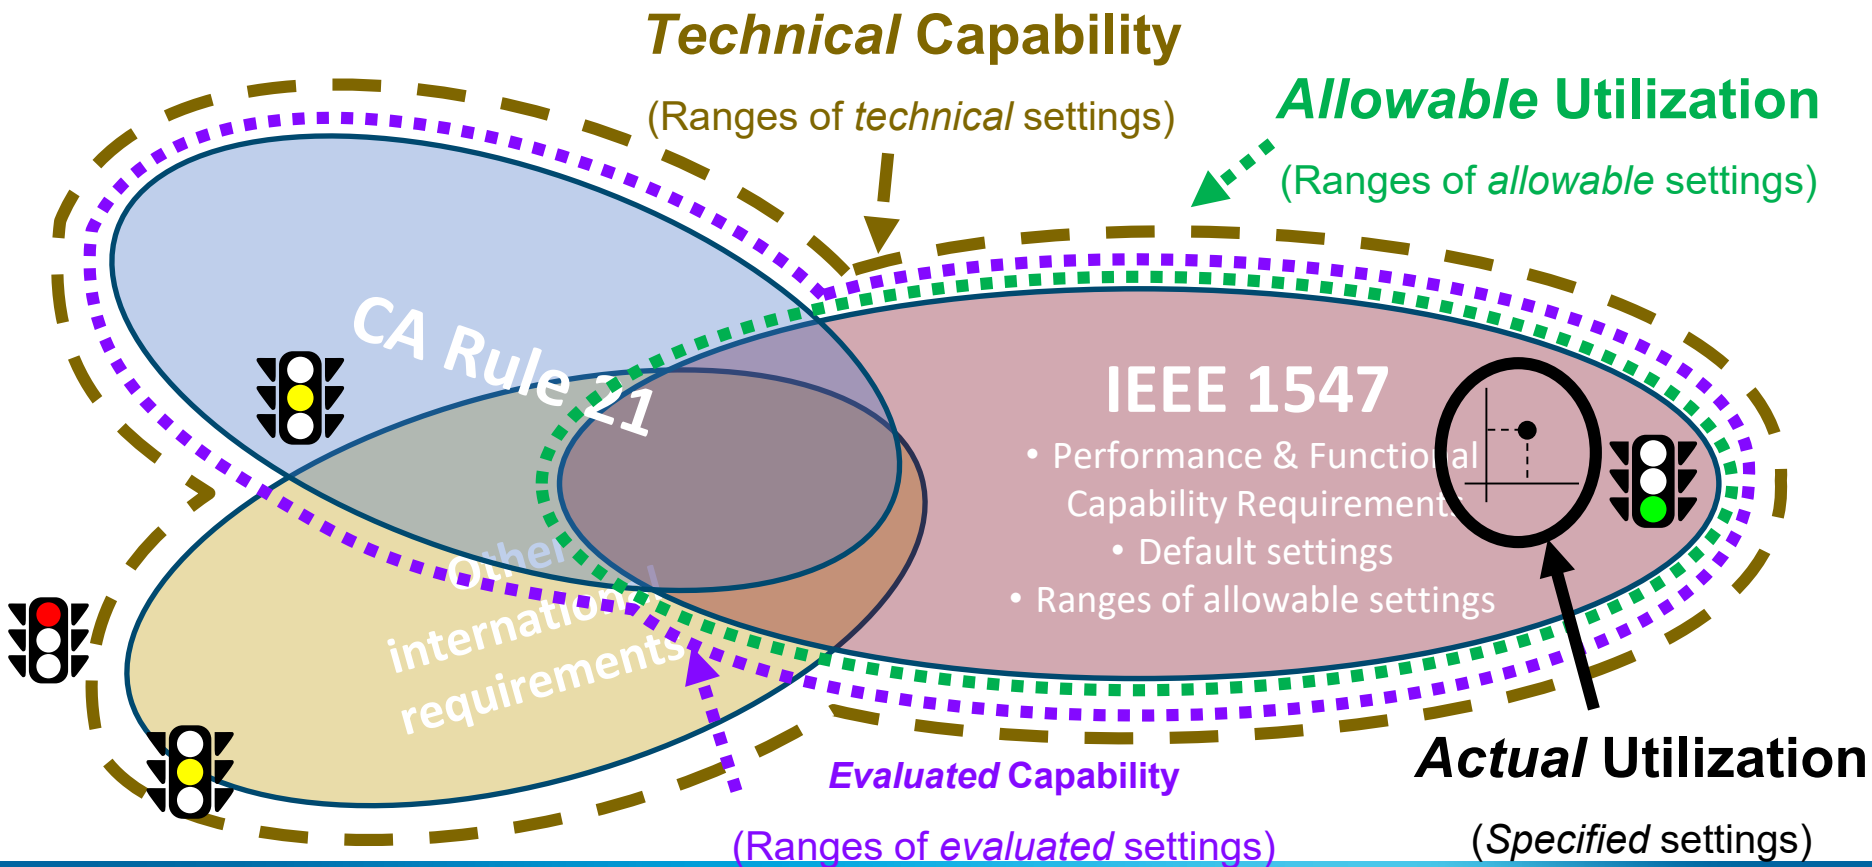 Technical Capability
(Ranges of technical settings)
Allowable Utilization
(Ranges of allowable settings)
CA Rule 21
IEEE 1547
• Performance & Functional
Capability Requirements
• Default settings
• Ranges of allowable settings
Other
international
requirements
Evaluated Capability
(Ranges of evaluated settings)
Actual Utilization
(Specified settings)